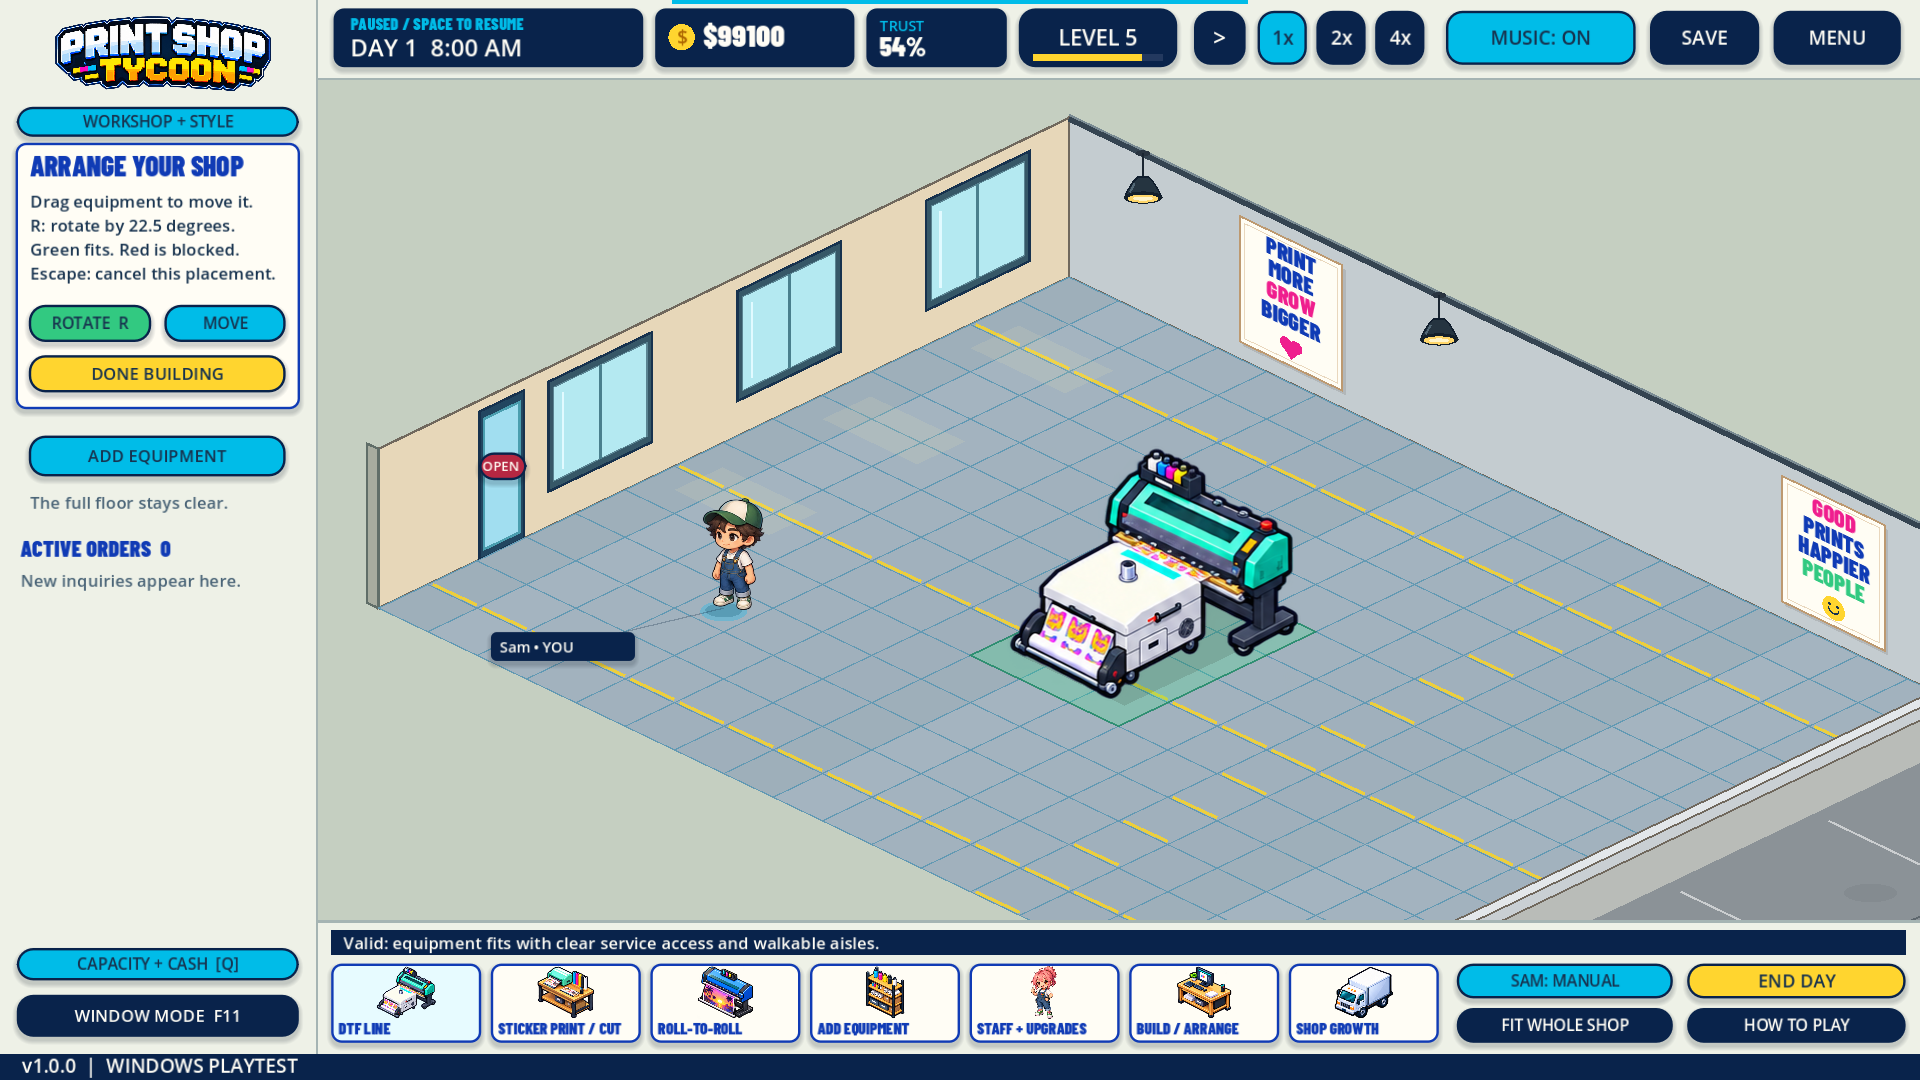 PRINT SHOP
TYCOON
PAUSED / SPACE TO RESUME
DAY 1 8:00 AM
$ $99100
TRUST
54%
LEVEL 5
>
1x
2x
4x
MUSIC: ON
SAVE
MENU
WORKSHOP + STYLE
ARRANGE YOUR SHOP
Drag equipment to move it.
R: rotate by 22.5 degrees.
Green fits. Red is blocked.
Escape: cancel this placement.
ROTATE R
MOVE
DONE BUILDING
ADD EQUIPMENT
The full floor stays clear.
ACTIVE ORDERS 0
New inquiries appear here.
OPEN
PRINT
MORE
GROW
BIGGER
GOOD
PRINTS
HAPPIER
PEOPLE
Sam • YOU
Valid: equipment fits with clear service access and walkable aisles.
CAPACITY + CASH [Q]
WINDOW MODE F11
DTF LINE
STICKER PRINT / CUT
ROLL-TO-ROLL
ADD EQUIPMENT
STAFF + UPGRADES
BUILD / ARRANGE
SHOP GROWTH
SAM: MANUAL
END DAY
FIT WHOLE SHOP
HOW TO PLAY
v1.0.0 | WINDOWS PLAYTEST